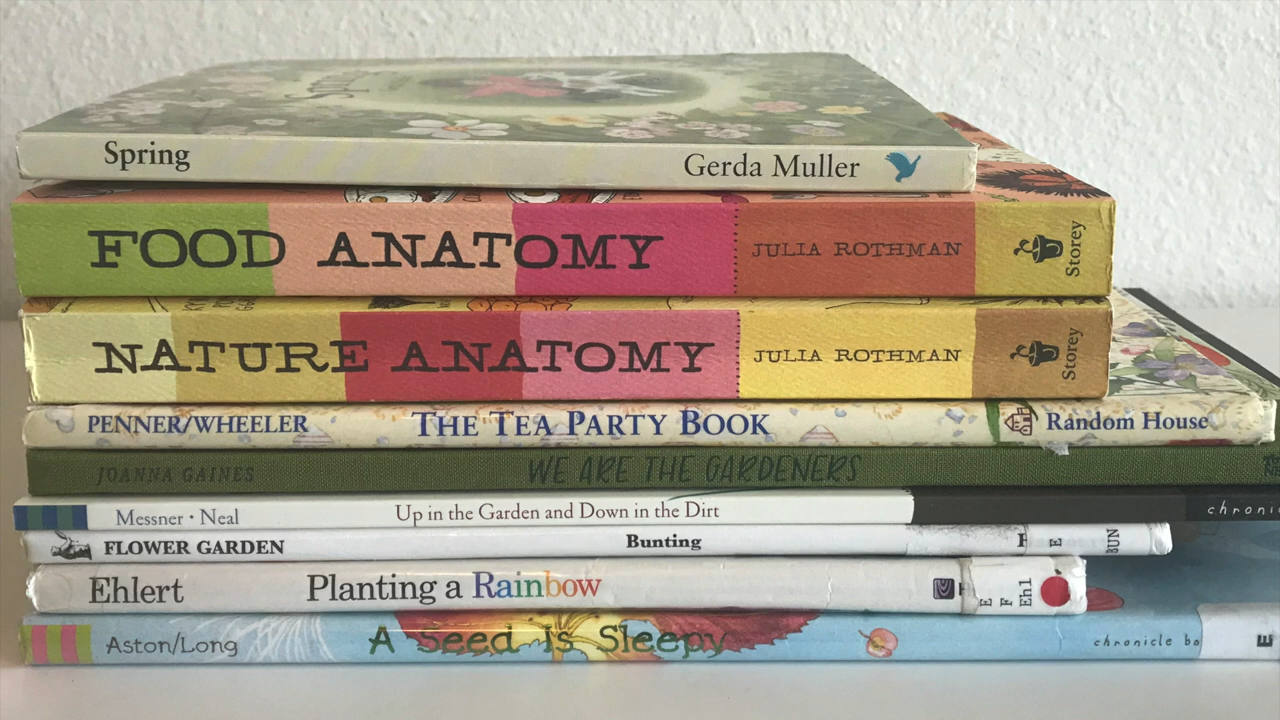 Spring Gerda Muller
FOOD ANATOMY JULIA ROTHMAN Storey
NATURE ANATOMY JULIA ROTHMAN Storey
PENNER/WHEELER THE TEA PARTY BOOK Random House
JOANNA GAINES WE ARE THE GARDENERS
Messner · Neal Up in the Garden and Down in the Dirt chronic
FLOWER GARDEN Bunting E BUN
Ehlert Planting a Rainbow E F Ehl
Aston/Long A Seed Is Sleepy chronicle bo E